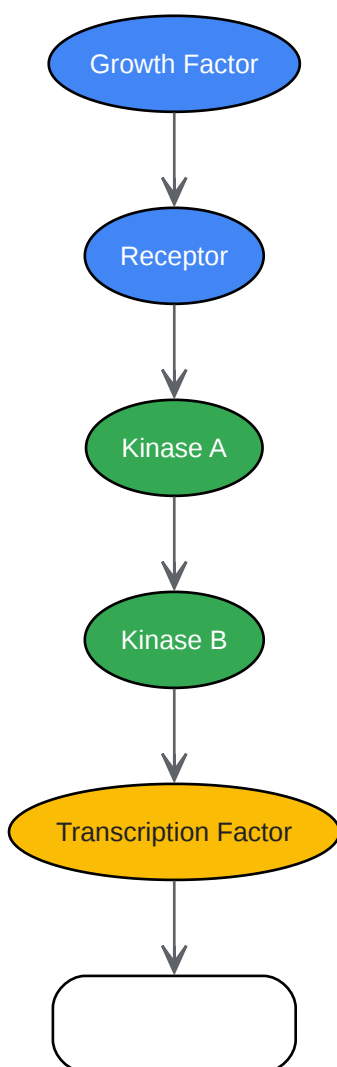 Growth Factor
Receptor
Kinase A
Kinase B
Transcription Factor